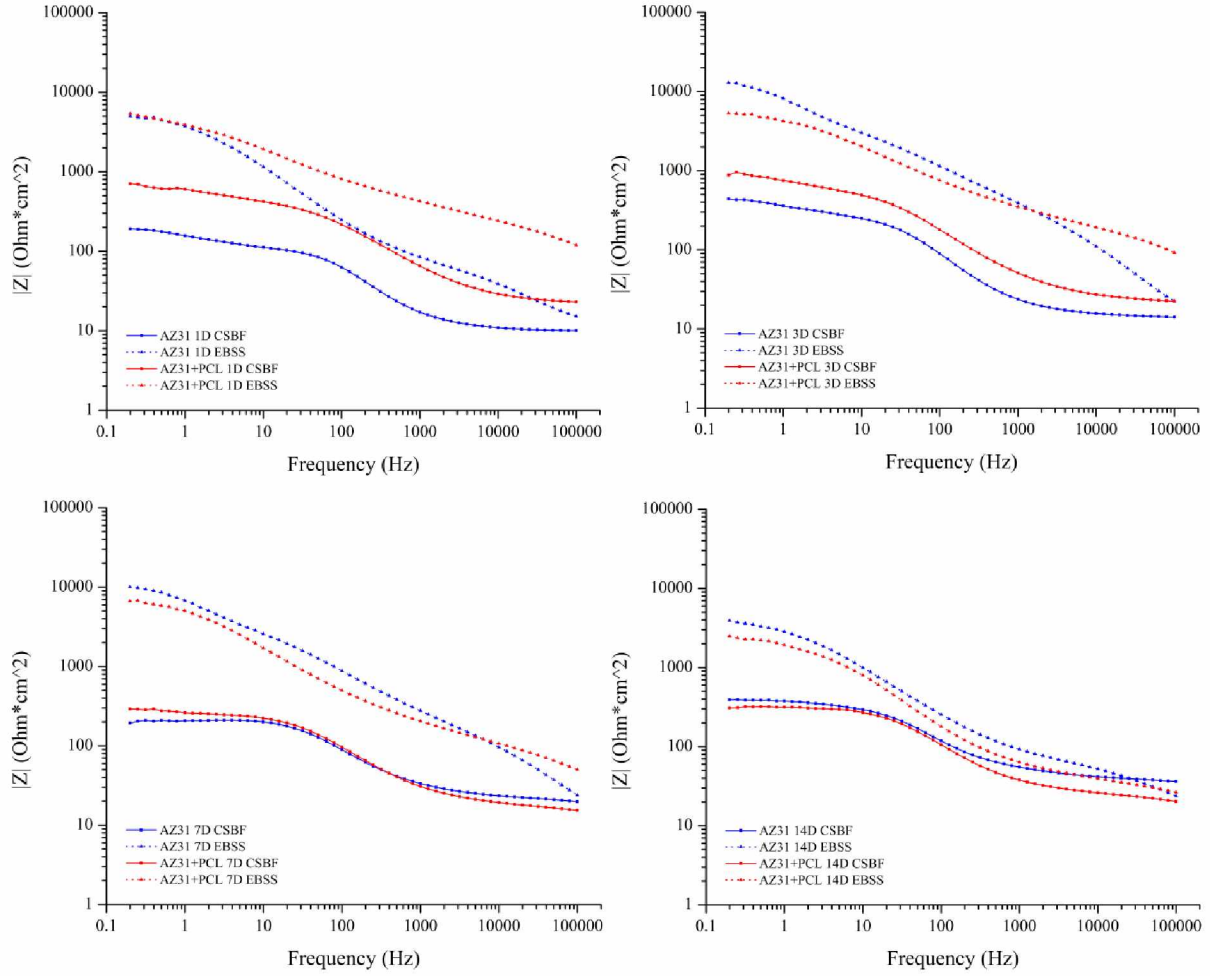 100000
10000
1000
100
10
1
|Z| (Ohm*cm^2)
AZ31 1D CSBF
AZ31 1D EBSS
AZ31+PCL 1D CSBF
AZ31+PCL 1D EBSS
0.1 1 10 100 1000 10000 100000
Frequency (Hz)
100000
10000
1000
100
10
1
|Z| (Ohm*cm^2)
AZ31 3D CSBF
AZ31 3D EBSS
AZ31+PCL 3D CSBF
AZ31+PCL 3D EBSS
0.1 1 10 100 1000 10000 100000
Frequency (Hz)
100000
10000
1000
100
10
1
|Z| (Ohm*cm^2)
AZ31 7D CSBF
AZ31 7D EBSS
AZ31+PCL 7D CSBF
AZ31+PCL 7D EBSS
0.1 1 10 100 1000 10000 100000
Frequency (Hz)
100000
10000
1000
100
10
1
|Z| (Ohm*cm^2)
AZ31 14D CSBF
AZ31 14D EBSS
AZ31+PCL 14D CSBF
AZ31+PCL 14D EBSS
0.1 1 10 100 1000 10000 100000
Frequency (Hz)